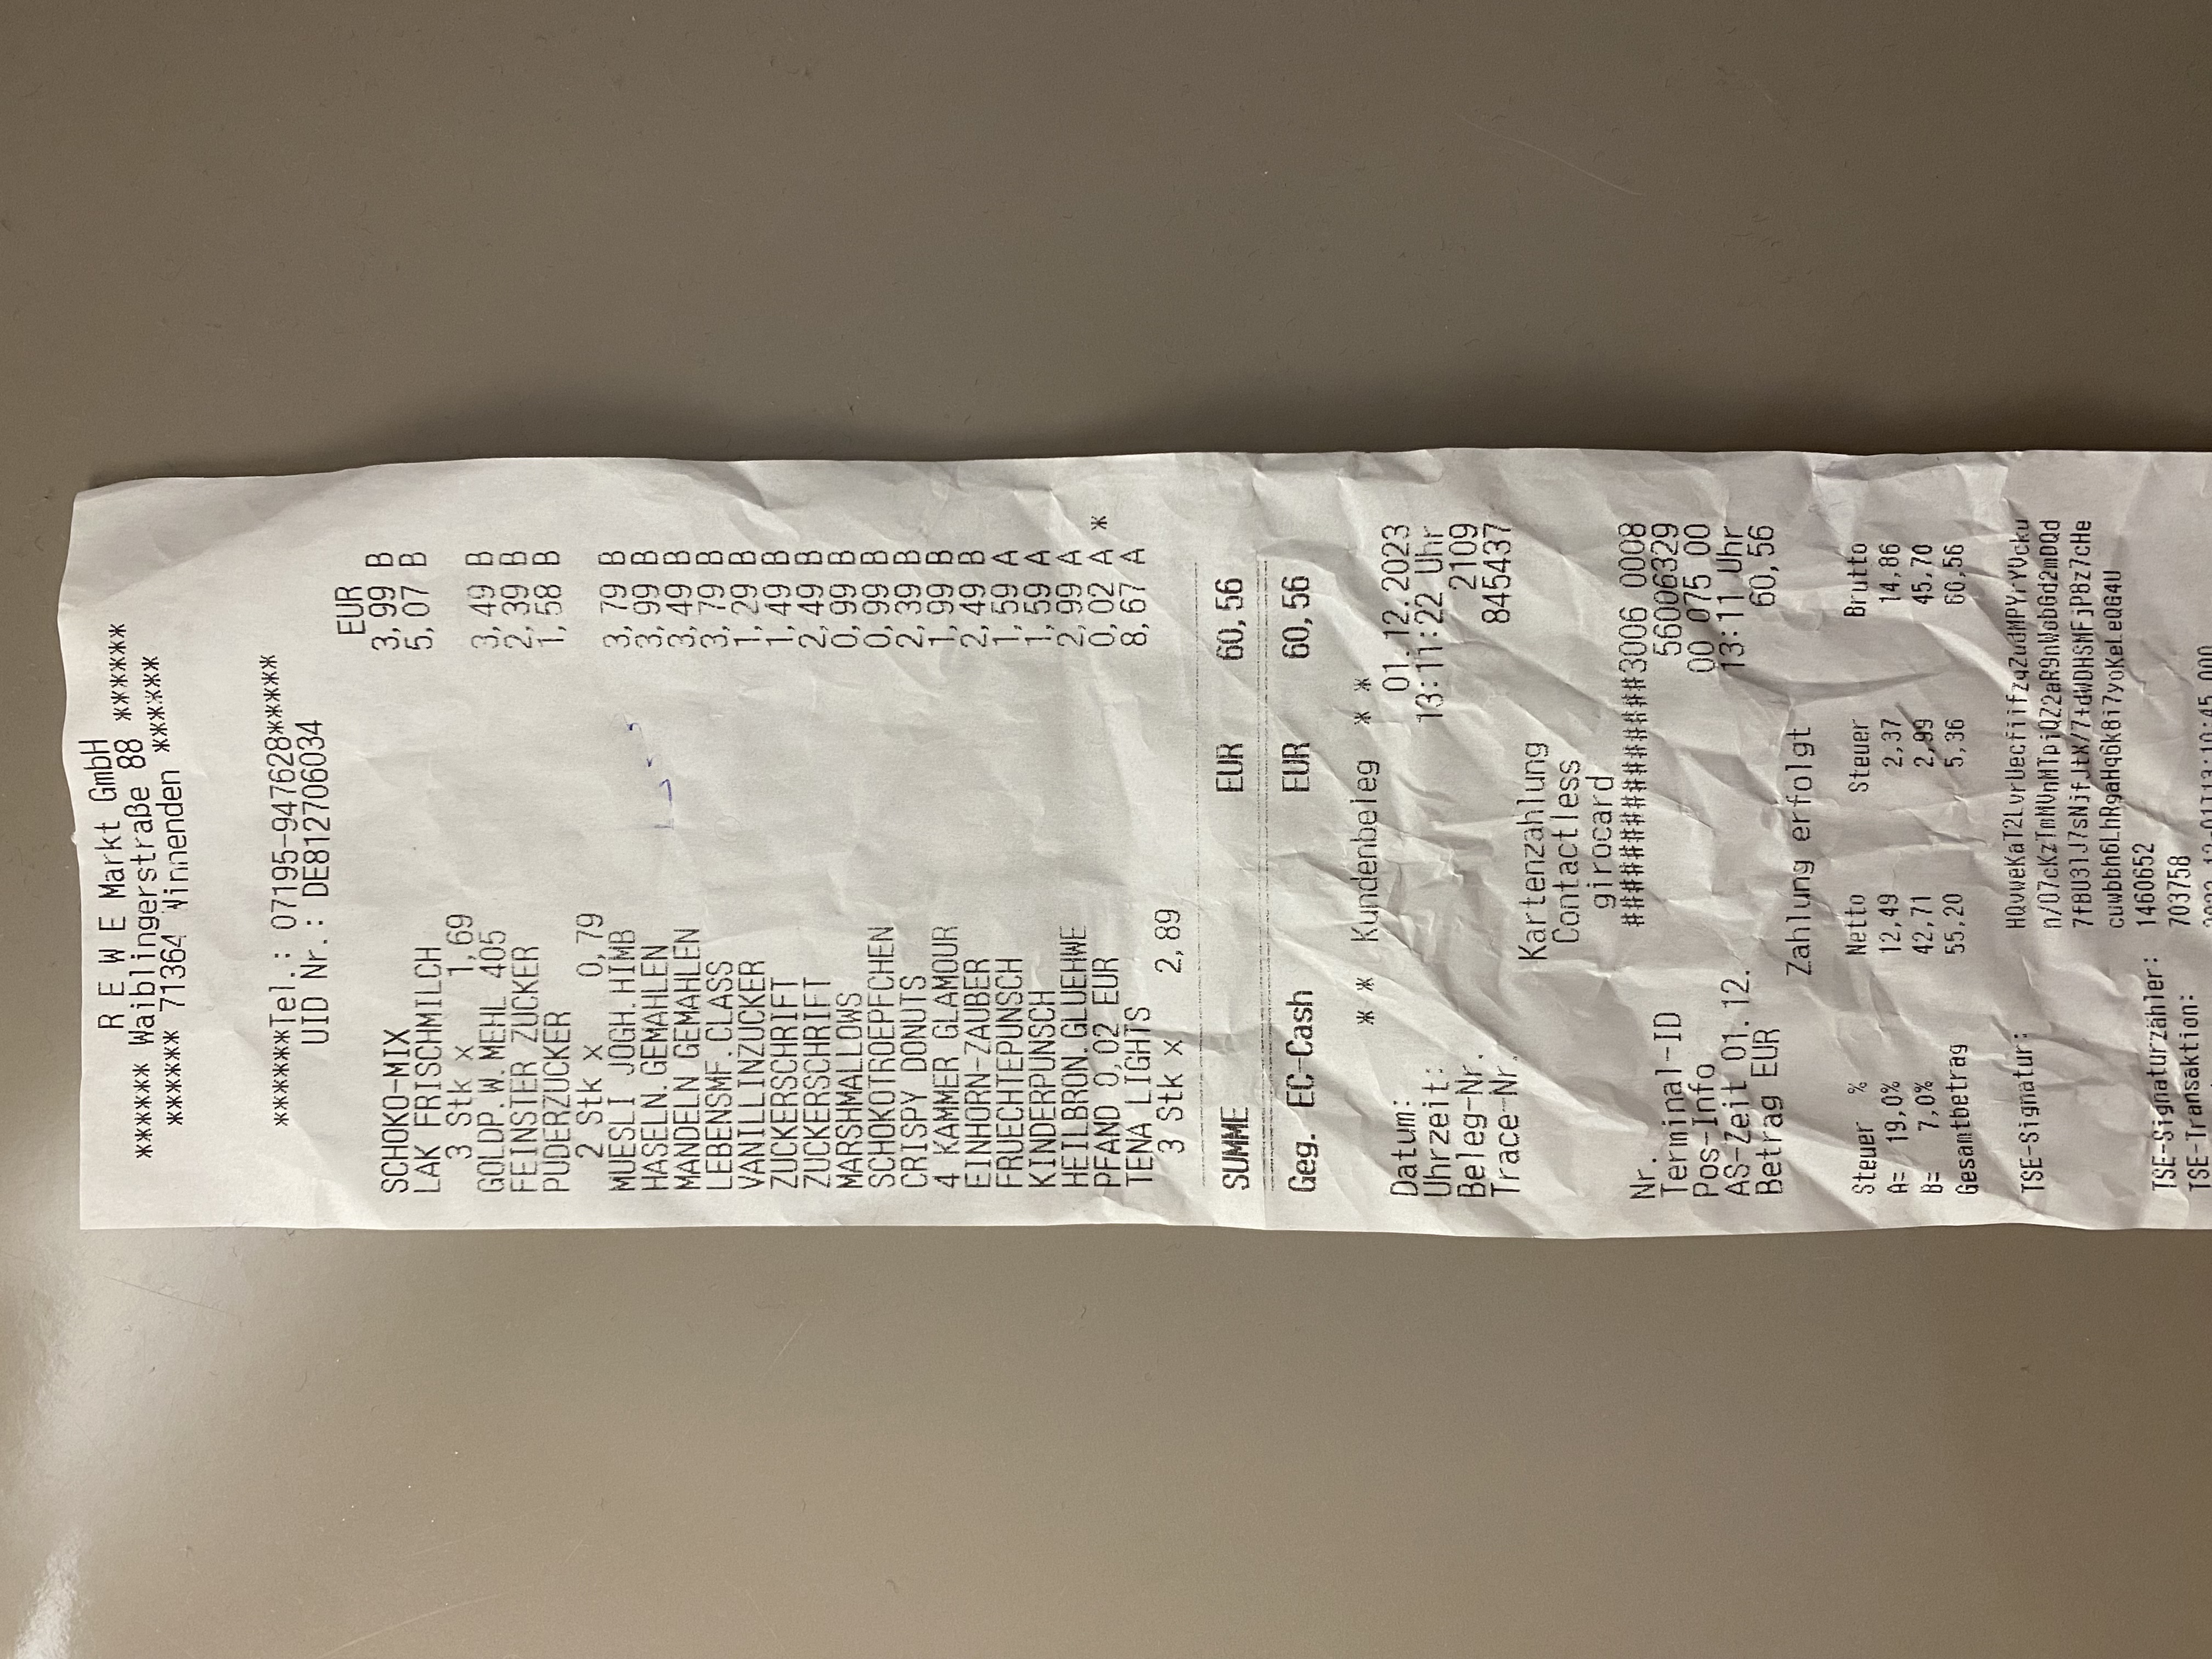 R E W E Markt GmbH
****** Waiblingerstraße 88 ******
****** 71364 Winnenden ******
******Tel.: 07195-947628*****
UID Nr.: DE812706034
EUR
SCHOKO-MIX 3,99 B
LAK FRISCHMILCH 5,07 B
3 Stk x 1,69
GOLDP.W.MEHL 405 3,49 B
FEINSTER ZUCKER 2,39 B
PUDERZUCKER 1,58 B
2 Stk x 0,79
MUESLI JOGH.HIMB 3,79 B
HASELN.GEMAHLEN 3,99 B
MANDELN GEMAHLEN 3,49 B
LEBENSMF.CLASS 3,79 B
VANILLINZUCKER 1,29 B
ZUCKERSCHRIFT 1,49 B
ZUCKERSCHRIFT 2,49 B
MARSHMALLOWS 0,99 B
SCHOKOTROEPFCHEN 0,99 B
CRISPY DONUTS 2,39 B
4 KAMMER GLAMOUR 1,99 B
EINHORN-ZAUBER 2,49 B
FRUECHTEPUNSCH 1,59 A
KINDERPUNSCH 1,59 A
HEILBRON.GLUEHWE 2,99 A
PFAND 0,02 EUR 0,02 A *
TENA LIGHTS 8,67 A
3 Stk x 2,89
SUMME EUR 60,56
Geg. EC-Cash EUR 60,56
* * Kundenbeleg * *
Datum: 01.12.2023
Uhrzeit: 13:11:22 Uhr
Beleg-Nr. 2109
Trace-Nr. 845437
Kartenzahlung
Contactless
girocard
Nr. ###############3006 0008
Terminal-ID 56006329
Pos-Info 00 075 00
AS-Zeit 01.12. 13:11 Uhr
Betrag EUR 60,56
Zahlung erfolgt
Steuer % Netto Steuer Brutto
A= 19,0% 12,49 2,37 14,86
B= 7,0% 42,71 2,99 45,70
Gesamtbetrag 55,20 5,36 60,56
TSE-Signatur:
TSE-Signaturzähler: 1460652
TSE-Transaktion: 703758